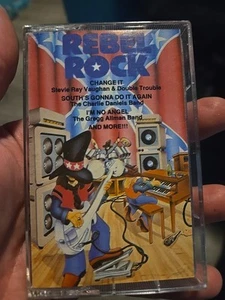 REBEL
ROCK
CHANGE IT
Stevie Ray Vaughan & Double Trouble
SOUTH'S GONNA DO IT AGAIN
The Charlie Daniels Band
I'M NO ANGEL
The Gregg Allman Band
AND MORE!!!